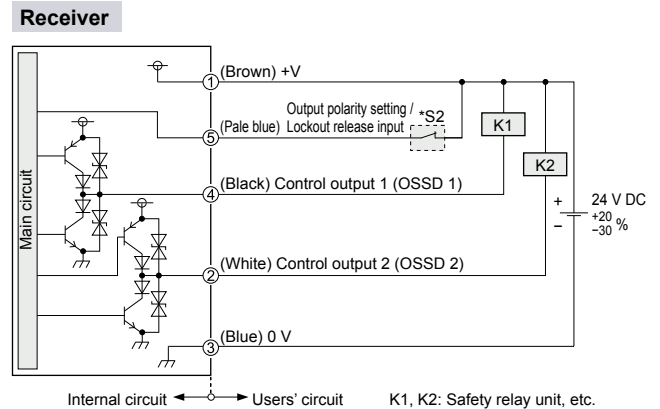 Receiver
Main circuit
① (Brown) +V
Output polarity setting /
⑤ (Pale blue) Lockout release input
*S2
K1
K2
④ (Black) Control output 1 (OSSD 1)
+
−
24 V DC
+20
−30 %
② (White) Control output 2 (OSSD 2)
③ (Blue) 0 V
Internal circuit
Users' circuit
K1, K2: Safety relay unit, etc.